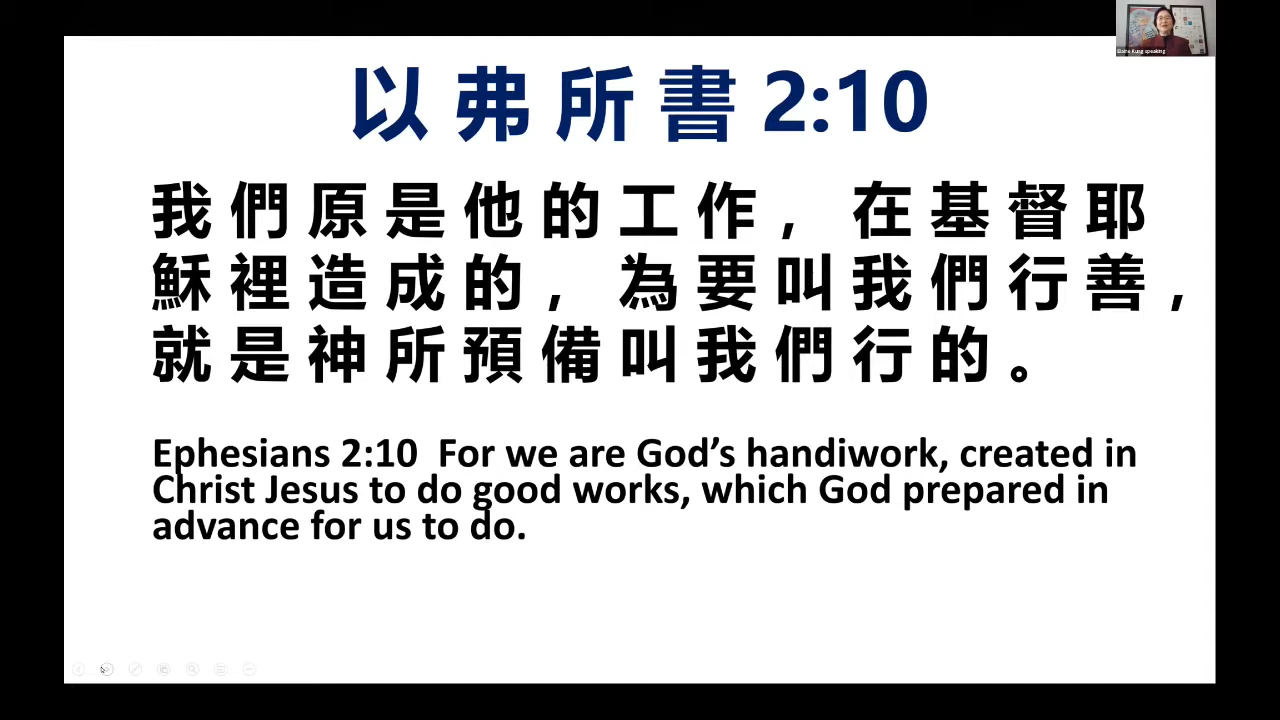 Elaine Kung speaking
以弗所書 2:10
我們原是他的工作，在基督耶
穌裡造成的，為要叫我們行善，
就是神所預備叫我們行的。
Ephesians 2:10 For we are God’s handiwork, created in
Christ Jesus to do good works, which God prepared in
advance for us to do.